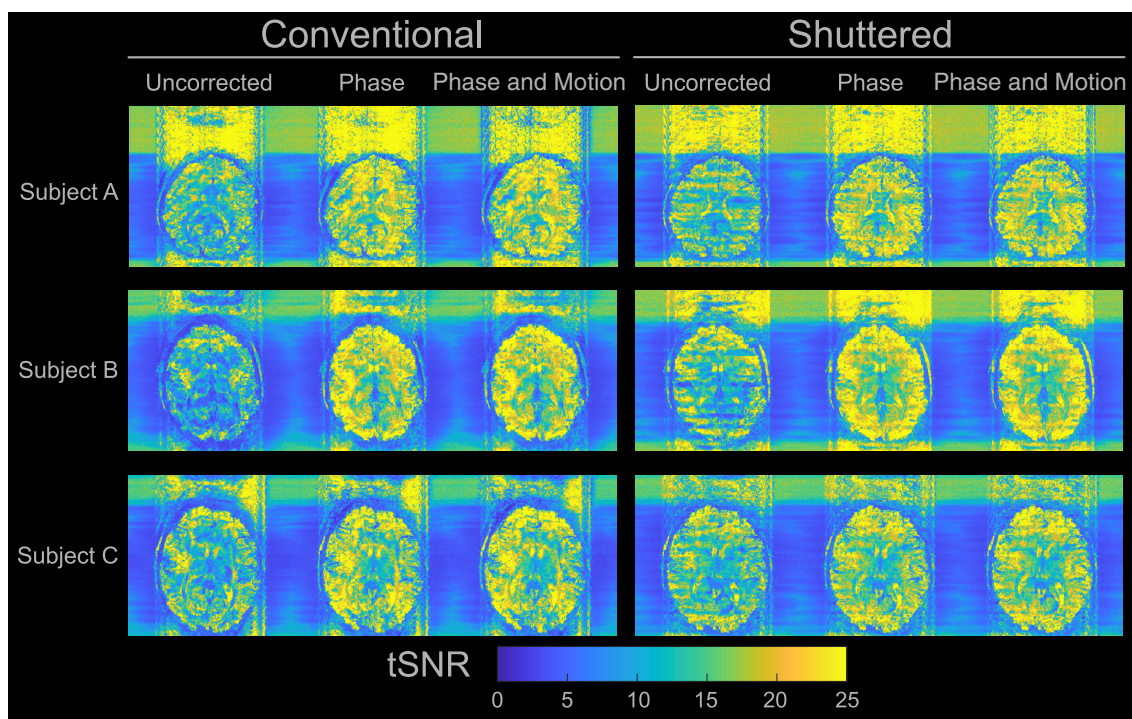 Conventional Shuttered
Uncorrected Phase Phase and Motion Uncorrected Phase Phase and Motion
Subject A
Subject B
Subject C
tSNR
0 5 10 15 20 25